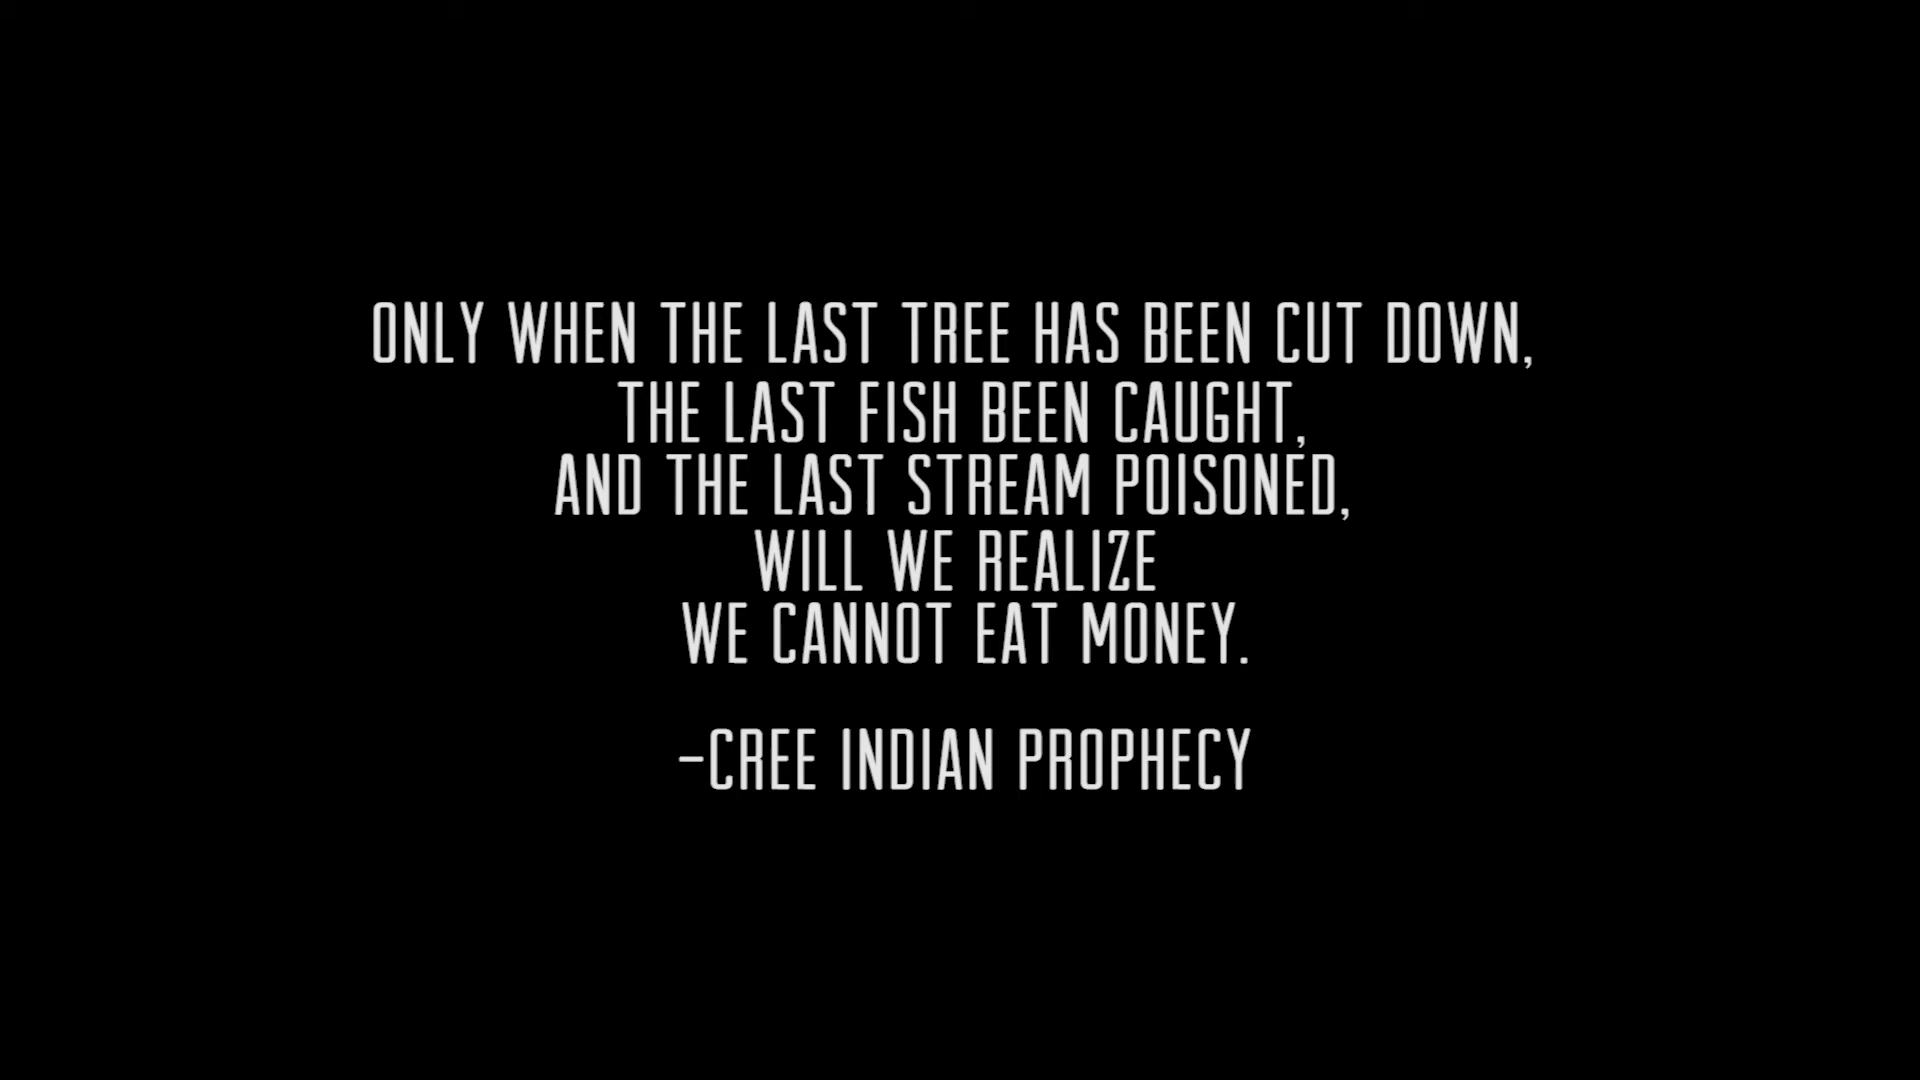 ONLY WHEN THE LAST TREE HAS BEEN CUT DOWN,
THE LAST FISH BEEN CAUGHT,
AND THE LAST STREAM POISONED,
WILL WE REALIZE
WE CANNOT EAT MONEY.
–CREE INDIAN PROPHECY